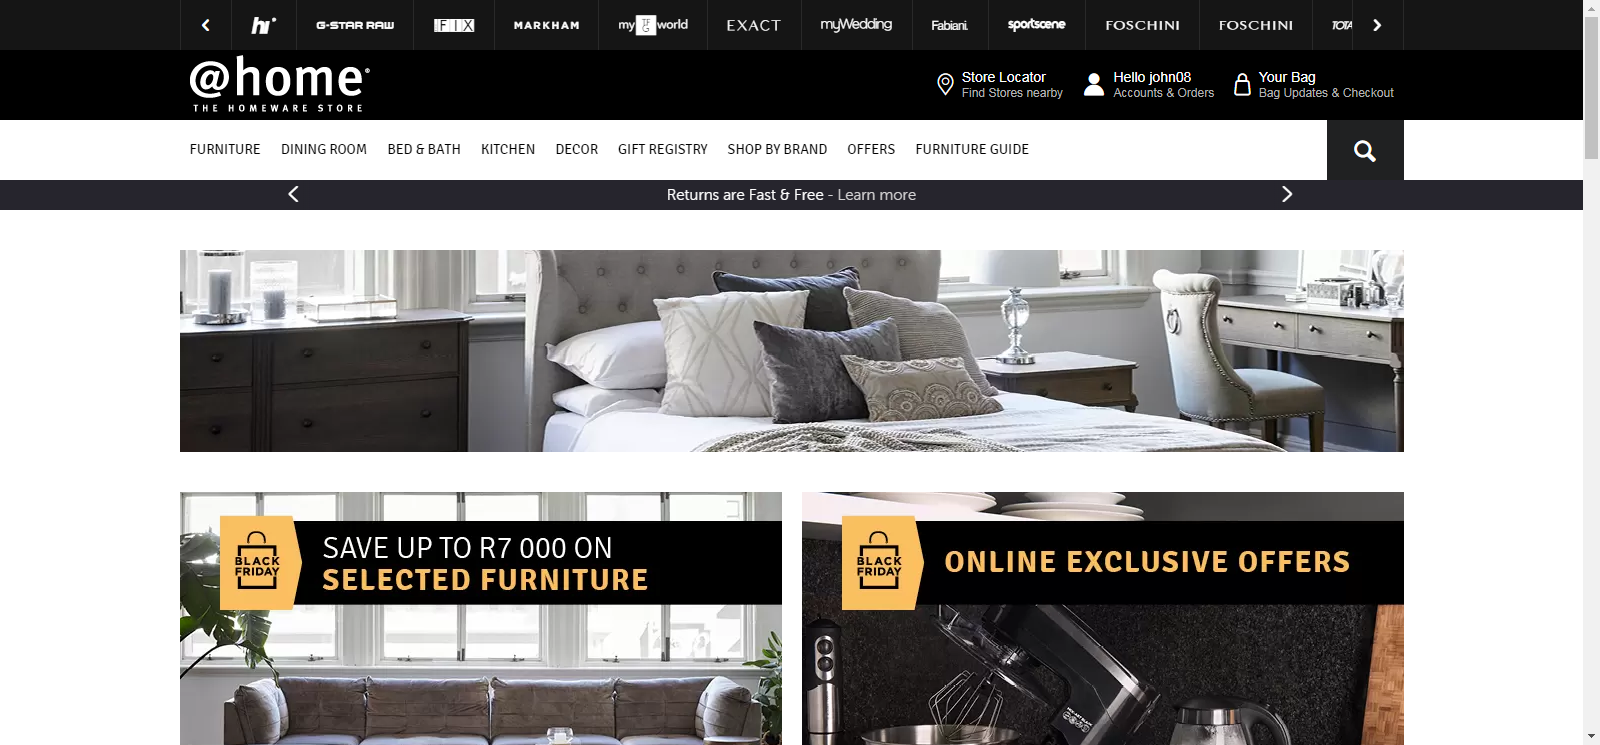 hi
G-STAR RAW
FIX
MARKHAM
my TFG world
EXACT
myWedding
Fabiani.
sportscene
FOSCHINI
FOSCHINI
@home®
THE HOMEWARE STORE
Store Locator
Find Stores nearby
Hello john08
Accounts & Orders
Your Bag
Bag Updates & Checkout
FURNITURE DINING ROOM BED & BATH KITCHEN DECOR GIFT REGISTRY SHOP BY BRAND OFFERS FURNITURE GUIDE
Returns are Fast & Free - Learn more
BLACK
FRIDAY
SAVE UP TO R7 000 ON
SELECTED FURNITURE
BLACK
FRIDAY
ONLINE EXCLUSIVE OFFERS